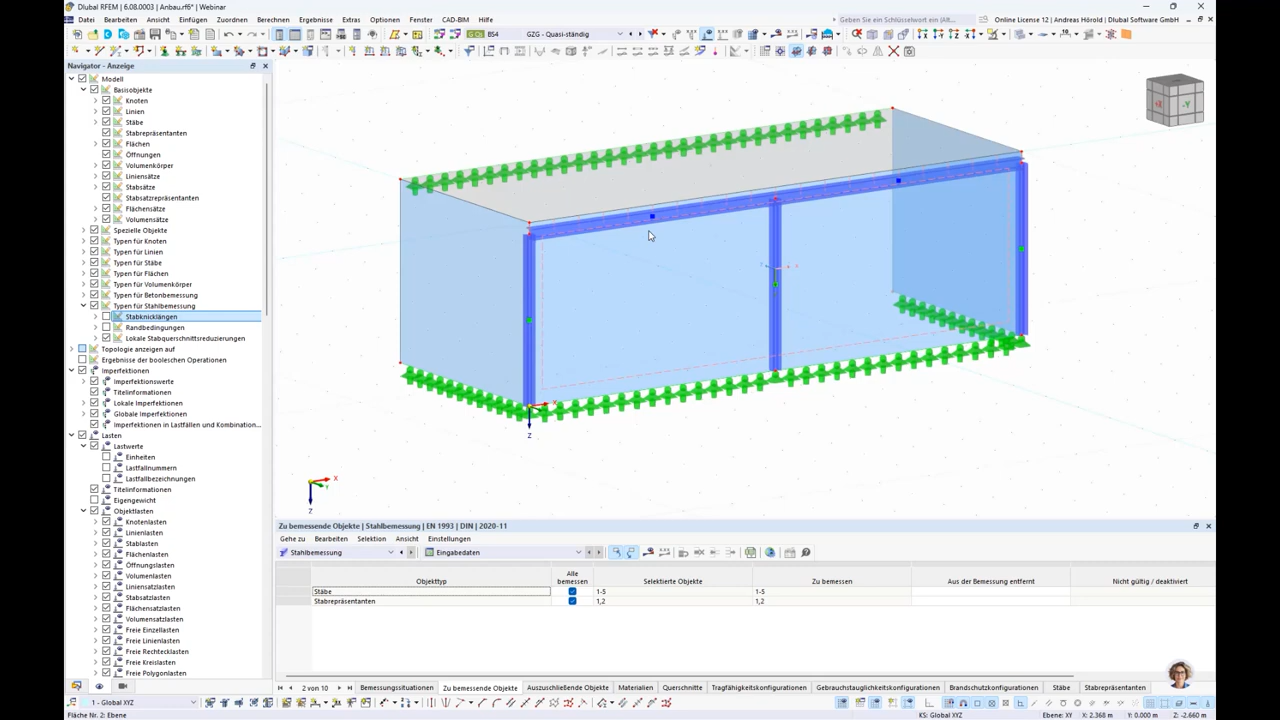 Dlubal RFEM | 6.08.0003 | Anbau.rf6* | Webinar
Datei Bearbeiten Ansicht Einfügen Zuordnen Berechnen Ergebnisse Extras Optionen Fenster CAD-BIM Hilfe
Geben Sie ein Schlüsselwort ein (Al...
Online License 12 | Andreas Hörold | Dlubal Software GmbH
BS4 GZG - Quasi-ständig
Navigator - Anzeige
Modell
Basisobjekte
Knoten
Linien
Stäbe
Stabrepräsentanten
Flächen
Öffnungen
Volumenkörper
Liniensätze
Stabsätze
Stabsatzrepräsentanten
Flächensätze
Volumensätze
Spezielle Objekte
Typen für Knoten
Typen für Linien
Typen für Stäbe
Typen für Flächen
Typen für Volumenkörper
Typen für Betonbemessung
Typen für Stahlbemessung
Stabknicklängen
Randbedingungen
Lokale Stabquerschnittsreduzierungen
Topologie anzeigen auf
Ergebnisse der booleschen Operationen
Imperfektionen
Imperfektionswerte
Titelinformationen
Lokale Imperfektionen
Globale Imperfektionen
Imperfektionen in Lastfällen und Kombination...
Lasten
Lastwerte
Einheiten
Lastfallnummern
Lastfallbezeichnungen
Titelinformationen
Eigengewicht
Objektlasten
Knotenlasten
Linienlasten
Stablasten
Flächenlasten
Öffnungslasten
Volumenlasten
Liniensatzlasten
Stabsatzlasten
Flächensatzlasten
Volumensatzlasten
Freie Einzellasten
Freie Linienlasten
Freie Rechtecklasten
Freie Kreislasten
Freie Polygonlasten
+X -Y
X
Z
X
Y
Z
Zu bemessende Objekte | Stahlbemessung | EN 1993 | DIN | 2020-11
Gehe zu Bearbeiten Selektion Ansicht Einstellungen
Stahlbemessung Eingabedaten
Objekttyp Alle bemessen Selektierte Objekte Zu bemessen Aus der Bemessung entfernt Nicht gültig / deaktiviert
Stäbe 1-5 1-5
Stabrepräsentanten 1,2 1,2
2 von 10 Bemessungssituationen Zu bemessende Objekte Auszuschließende Objekte Materialien Querschnitte Tragfähigkeitskonfigurationen Gebrauchstauglichkeitskonfigurationen Brandschutzkonfigurationen Stäbe Stabrepräsentanten
1 - Global XYZ
Fläche Nr. 2: Ebene KS: Global XYZ Ebene: XY X: 2.368 m Y: 0.000 m Z: -2.660 m